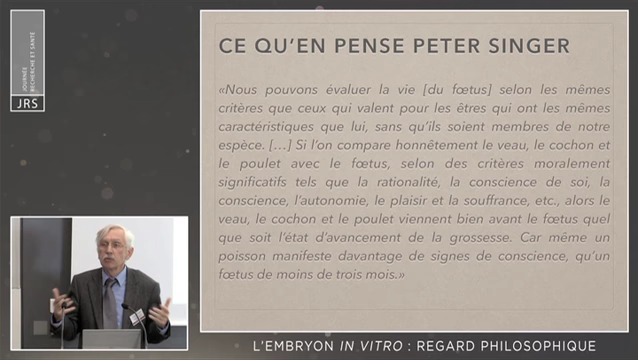 JOURNÉE
RECHERCHE ET SANTÉ
JRS
CE QU'EN PENSE PETER SINGER
«Nous pouvons évaluer la vie [du fœtus] selon les mêmes
critères que ceux qui valent pour les êtres qui ont les mêmes
caractéristiques que lui, sans qu'ils soient membres de notre
espèce. [...] Si l'on compare honnêtement le veau, le cochon et
le poulet avec le fœtus, selon des critères moralement
significatifs tels que la rationalité, la conscience de soi, la
conscience, l'autonomie, le plaisir et la souffrance, etc., alors le
veau, le cochon et le poulet viennent bien avant le fœtus quel
que soit l'état d'avancement de la grossesse. Car même un
poisson manifeste davantage de signes de conscience, qu'un
fœtus de moins de trois mois.»
L'EMBRYON IN VITRO : REGARD PHILOSOPHIQUE